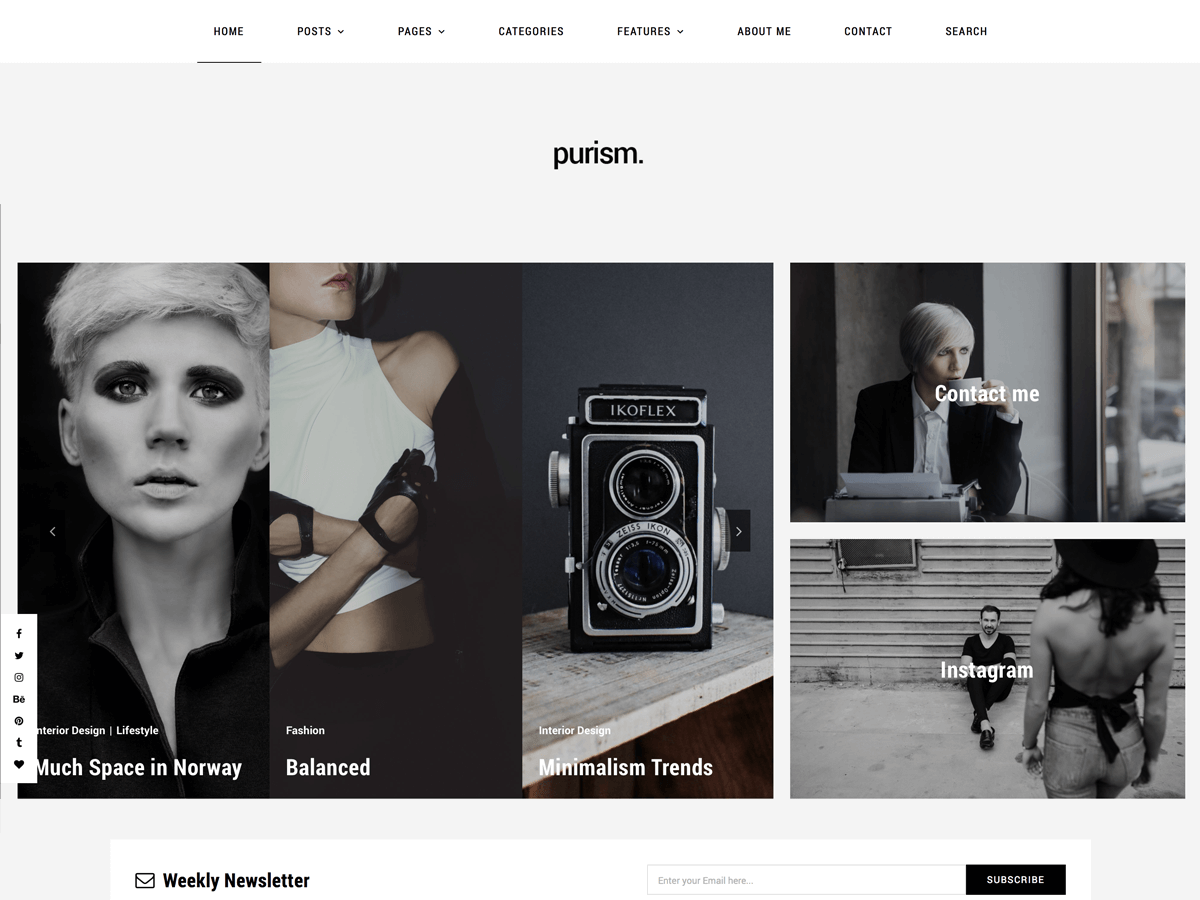 HOME POSTS PAGES CATEGORIES FEATURES ABOUT ME CONTACT SEARCH
purism.
IKOFLEX
ZEISS IKON
Interior Design | Lifestyle
Much Space in Norway
Fashion
Balanced
Interior Design
Minimalism Trends
Contact me
Instagram
Bē
Weekly Newsletter
Enter your Email here...
SUBSCRIBE